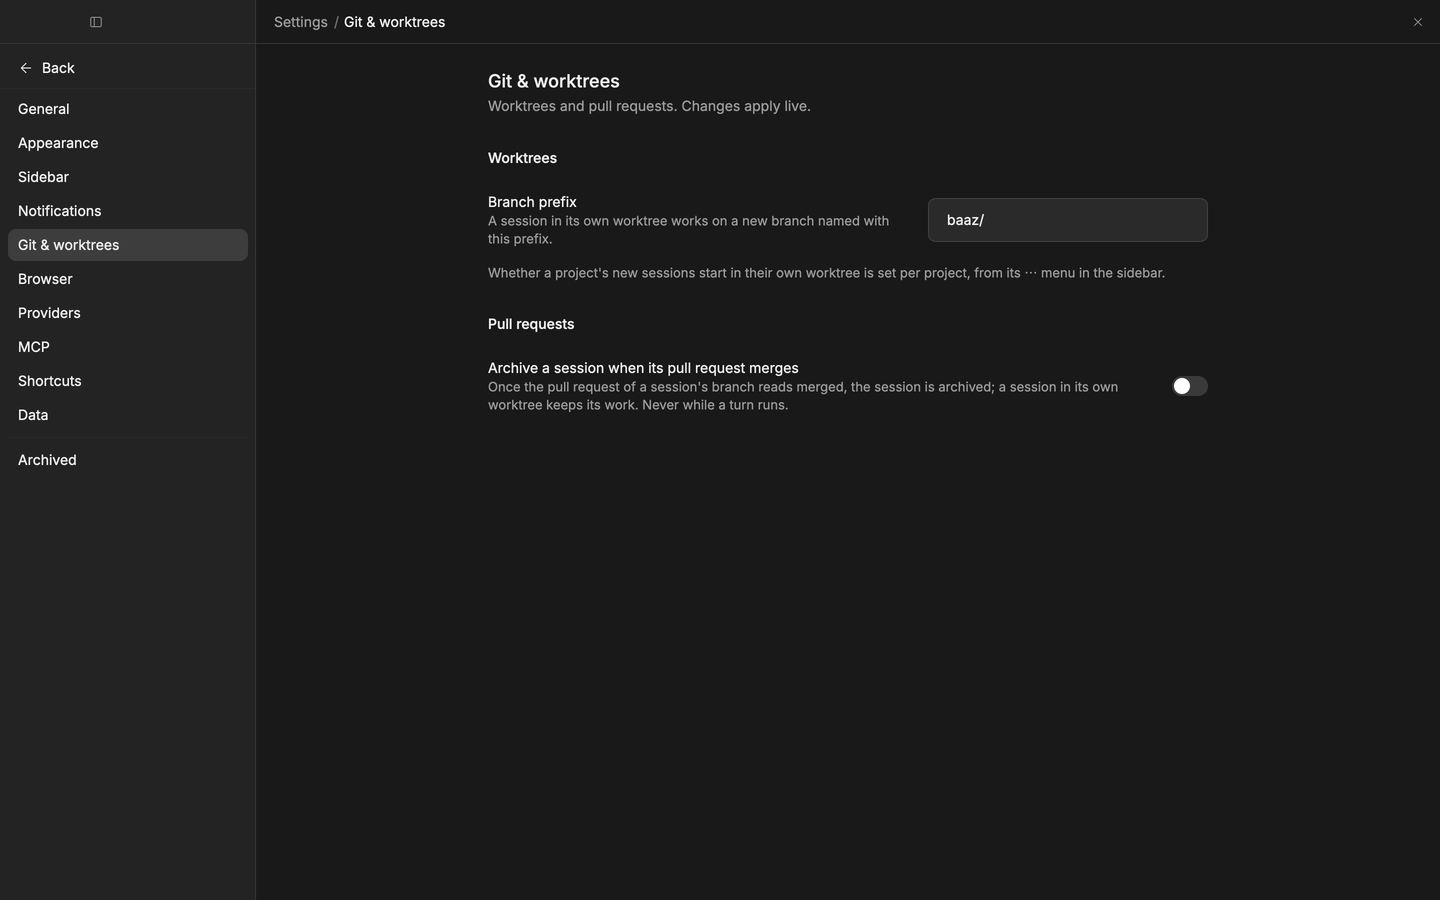 Settings / Git & worktrees
Back
General
Appearance
Sidebar
Notifications
Git & worktrees
Browser
Providers
MCP
Shortcuts
Data
Archived
Git & worktrees
Worktrees and pull requests. Changes apply live.
Worktrees
Branch prefix
A session in its own worktree works on a new branch named with
this prefix.
baaz/
Whether a project's new sessions start in their own worktree is set per project, from its ··· menu in the sidebar.
Pull requests
Archive a session when its pull request merges
Once the pull request of a session's branch reads merged, the session is archived; a session in its own
worktree keeps its work. Never while a turn runs.